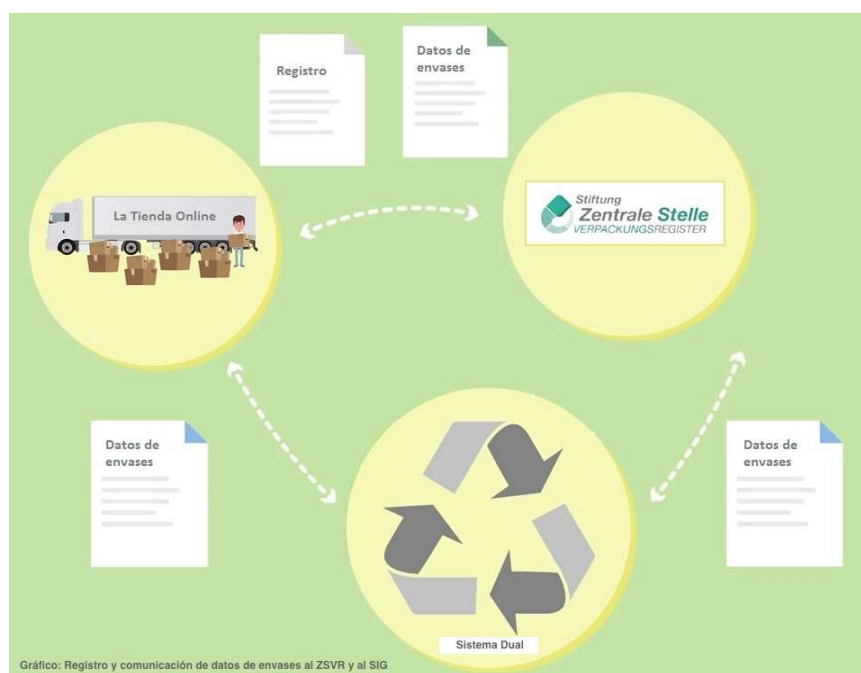 Registro
Datos de
envases
La Tienda Online
Stiftung
Zentrale Stelle
VERPACKUNGSREGISTER
Datos de
envases
Datos de
envases
Sistema Dual
Gráfico: Registro y comunicación de datos de envases al ZSVR y al SIG